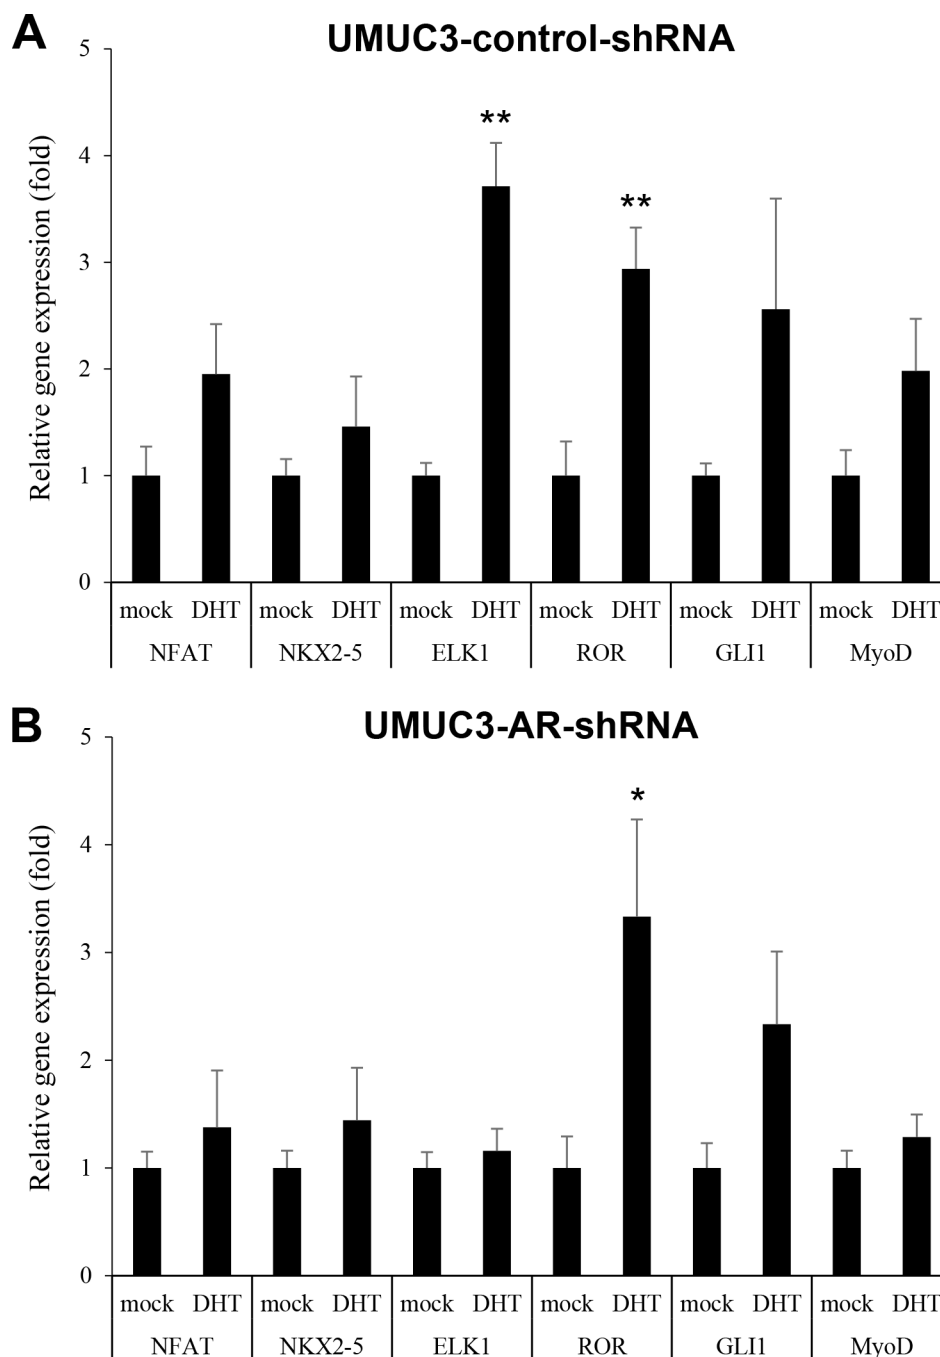 A
UMUC3-control-shRNA
Relative gene expression (fold)
5
4
3
2
1
0
**
**
mock DHT mock DHT mock DHT mock DHT mock DHT mock DHT
NFAT NKX2-5 ELK1 ROR GLI1 MyoD
B
UMUC3-AR-shRNA
Relative gene expression (fold)
5
4
3
2
1
0
*
mock DHT mock DHT mock DHT mock DHT mock DHT mock DHT
NFAT NKX2-5 ELK1 ROR GLI1 MyoD